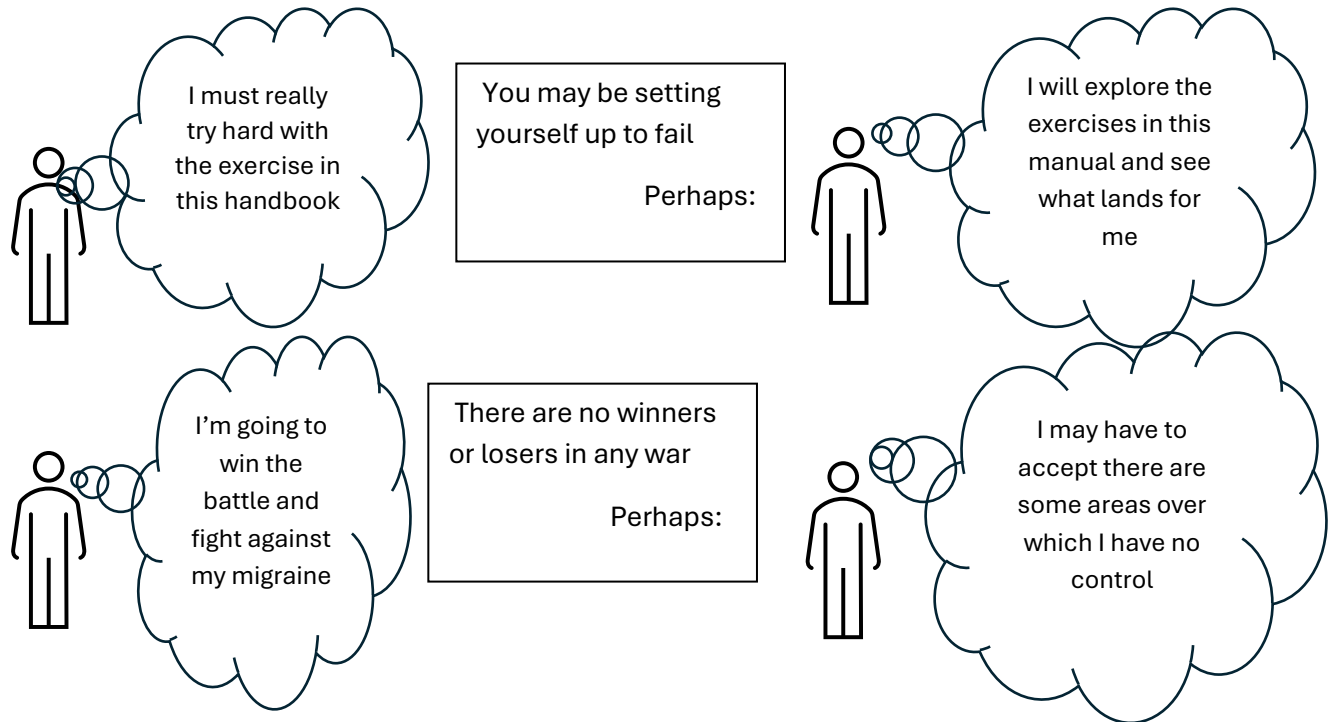 I must really
try hard with
the exercise in
this handbook
You may be setting
yourself up to fail
Perhaps:
I will explore the
exercises in this
manual and see
what lands for
me
I’m going to
win the
battle and
fight against
my migraine
There are no winners
or losers in any war
Perhaps:
I may have to
accept there are
some areas over
which I have no
control